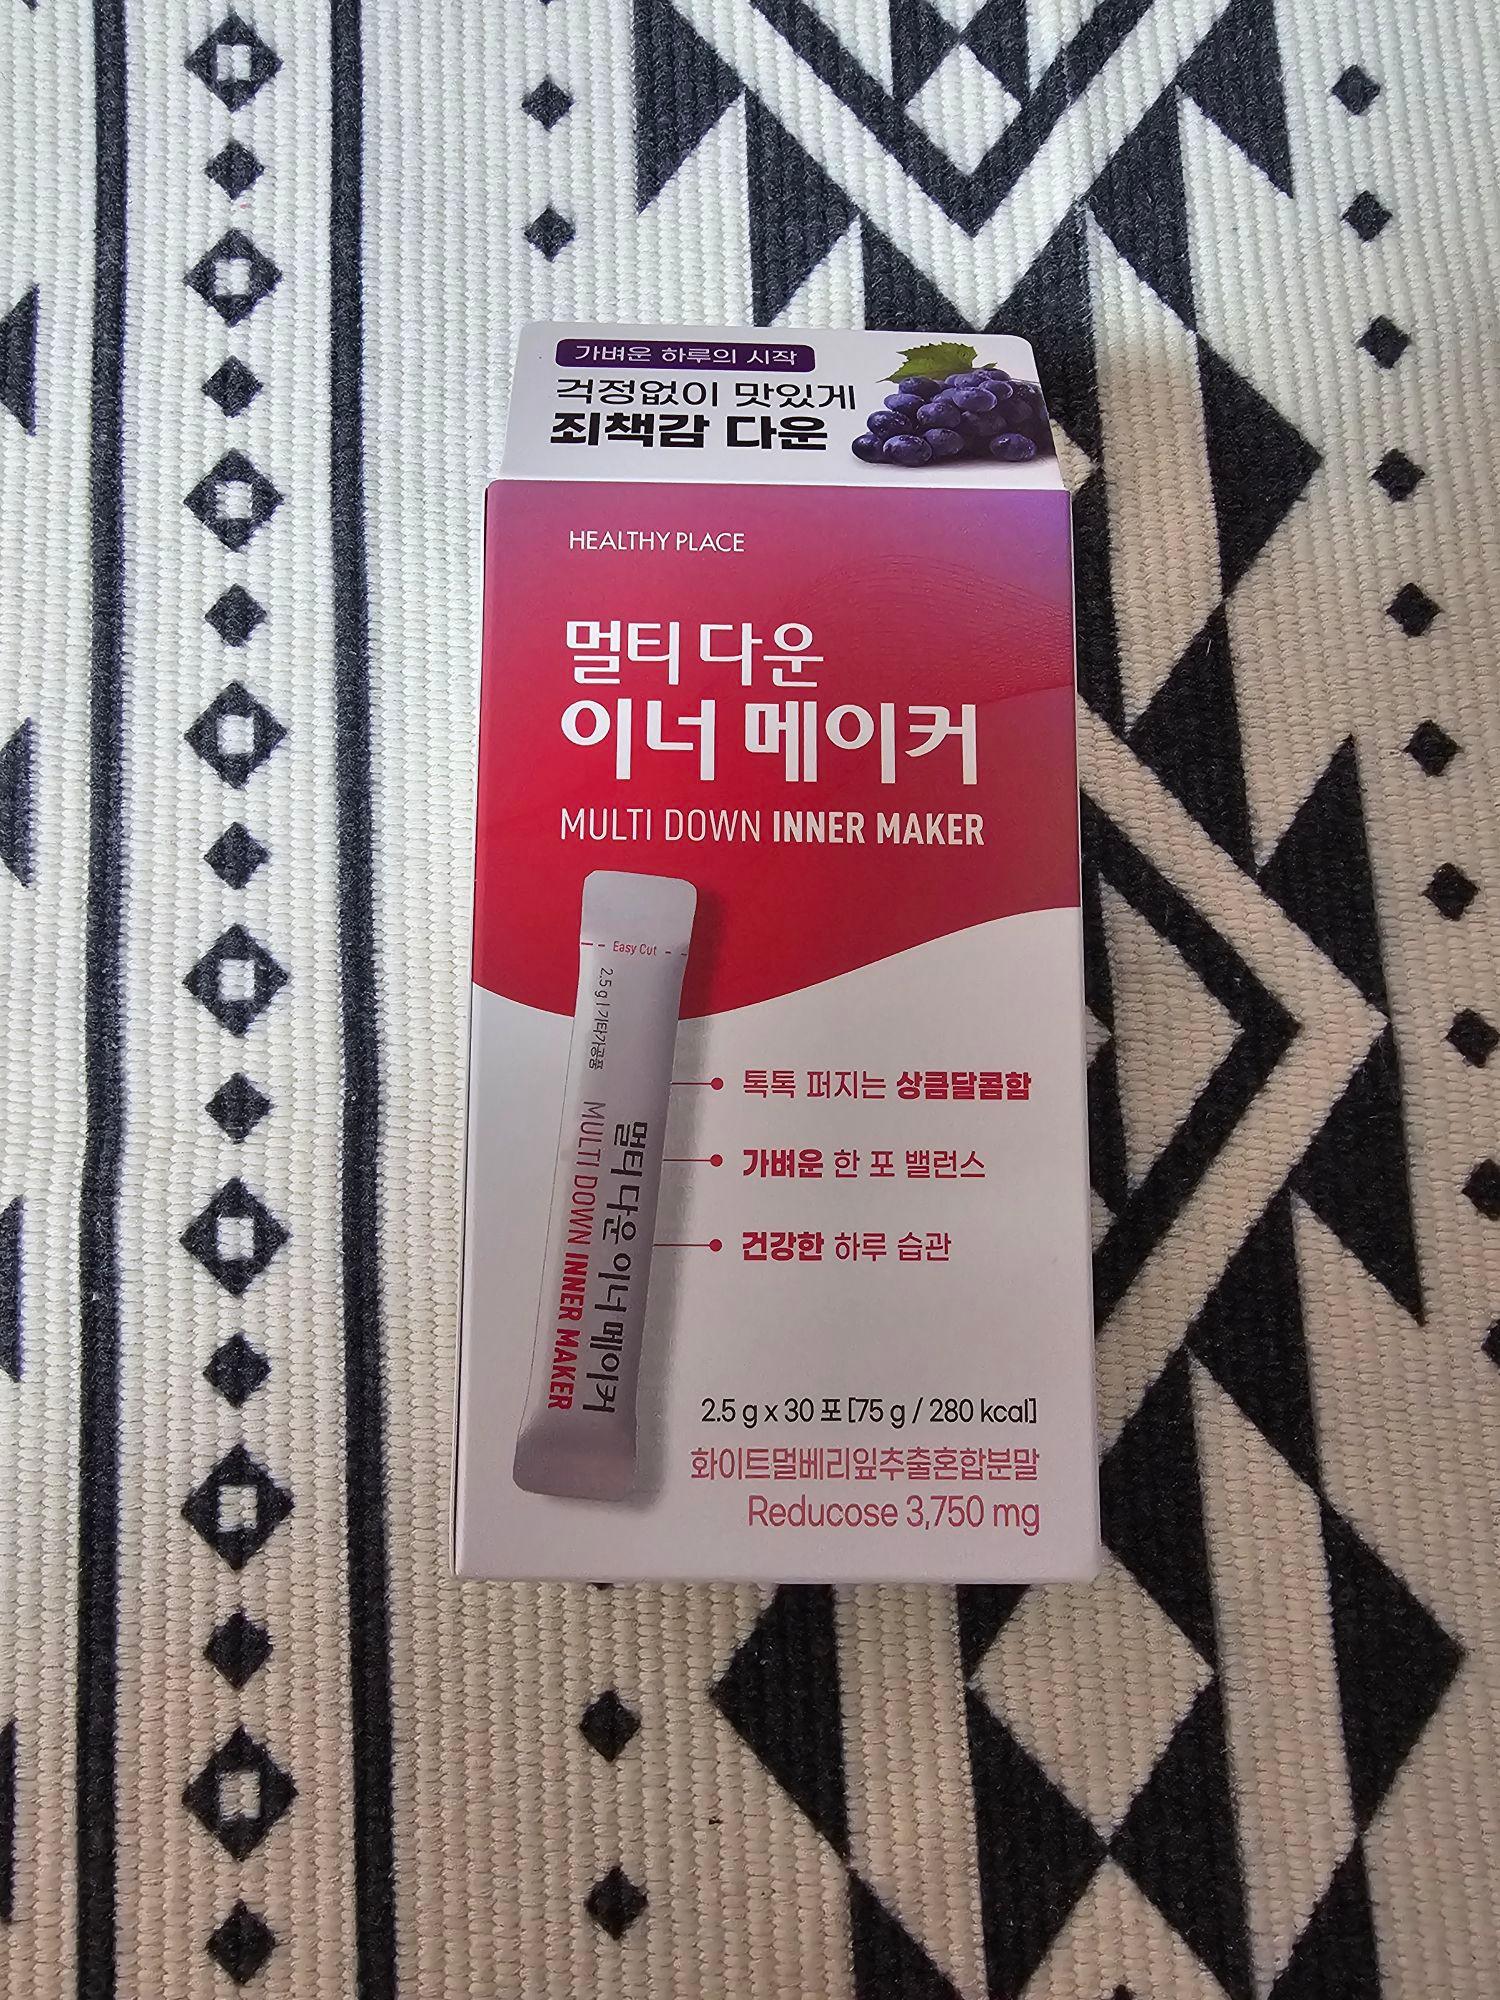 가벼운 하루의 시작
걱정없이 맛있게
죄책감 다운
HEALTHY PLACE
멀티 다운
이너 메이커
MULTI DOWN INNER MAKER
Easy Cut
2.5 g | 기타가공품
멀티 다운 이너 메이커
MULTI DOWN INNER MAKER
톡톡 퍼지는 상큼달콤함
가벼운 한 포 밸런스
건강한 하루 습관
2.5 g x 30 포 [75 g / 280 kcal]
화이트멀베리잎추출혼합분말
Reducose 3,750 mg